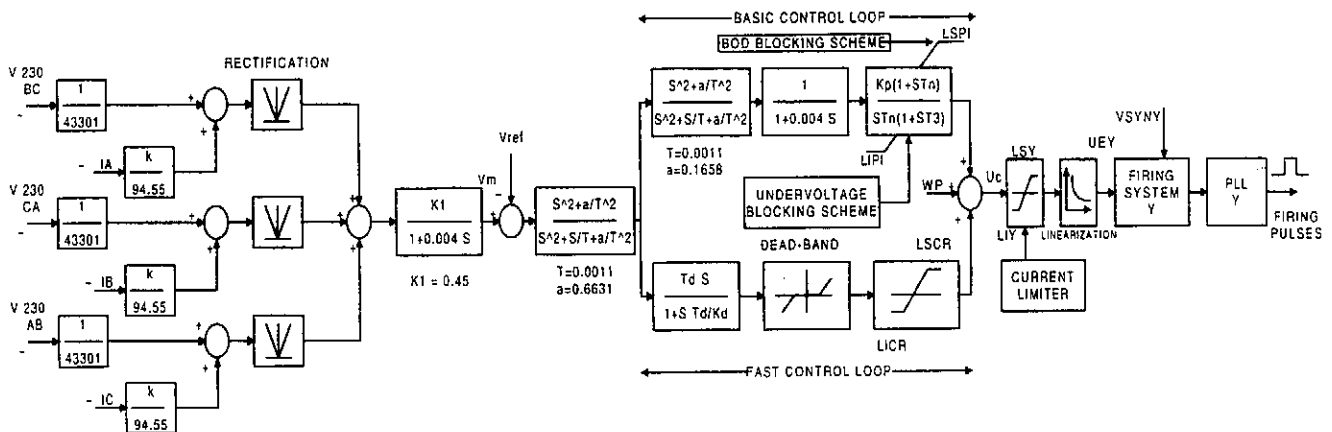 BASIC CONTROL LOOP
BOD BLOCKING SCHEME
LSPI
RECTIFICATION
V 230
BC
-
1
43301
+
+
- IA
k
94.55
V 230
CA
-
1
43301
+
+
- IB
k
94.55
V 230
AB
-
1
43301
+
+
- IC
k
94.55
+
+
+
K1
1+0.004 S
K1 = 0.45
Vm
Vref
+
-
S^2+a/T^2
S^2+S/T+a/T^2
T=0.0011
a=0.6631
S^2+a/T^2
S^2+S/T+a/T^2
T=0.0011
a=0.1658
1
1+0.004 S
Kp(1+STn)
STn(1+ST3)
LIPI
UNDERVOLTAGE
BLOCKING SCHEME
Td S
1+S Td/Kd
DEAD-BAND
LSCR
LICR
FAST CONTROL LOOP
WP
+
+
+
Uc
LSY
LIY
CURRENT
LIMITER
UEY
LINEARIZATION
VSYNY
FIRING
SYSTEM
Y
PLL
Y
FIRING
PULSES